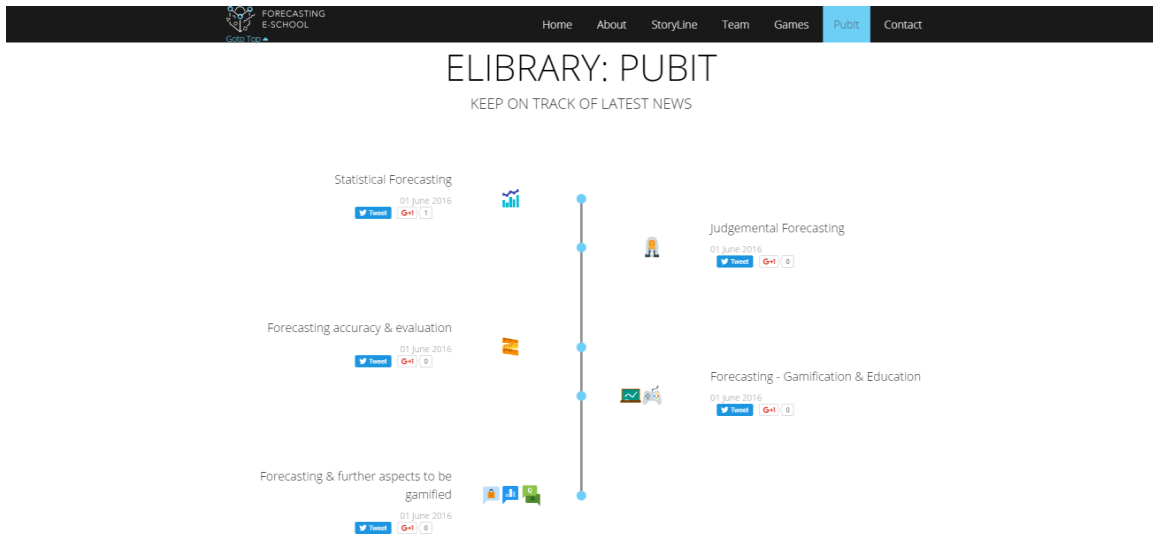 FORECASTING
E-SCHOOL
Goto Top
Home About StoryLine Team Games PubIt Contact
ELIBRARY: PUBIT
KEEP ON TRACK OF LATEST NEWS
Statistical Forecasting
01 June 2016
Tweet G+1 1
Judgemental Forecasting
01 June 2016
Tweet G+1 0
Forecasting accuracy & evaluation
01 June 2016
Tweet G+1 0
Forecasting - Gamification & Education
01 June 2016
Tweet G+1 0
Forecasting & further aspects to be
gamified
01 June 2016
Tweet G+1 0